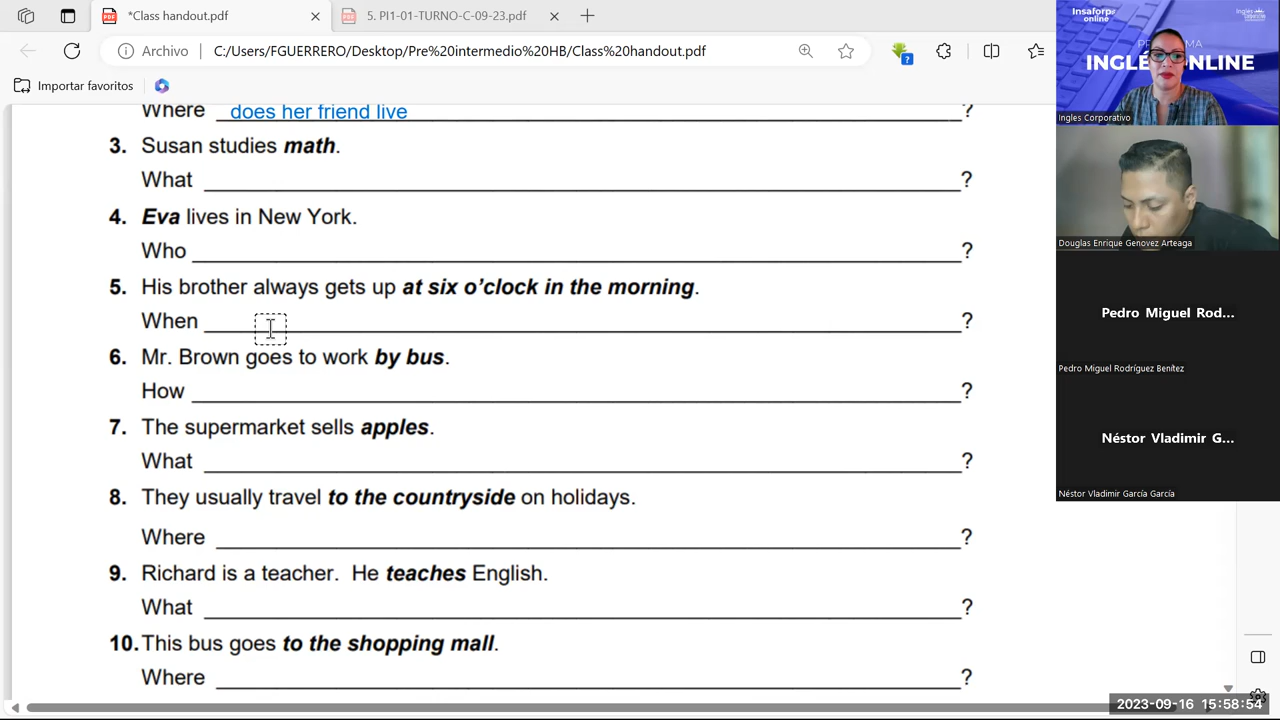 *Class handout.pdf
5.PI1-01-TURNO-C-09-23.pdf
Archivo
C:/Users/FGUERRERO/Desktop/Pre%20intermedio%20HB/Class%20handout.pdf
Importar favoritos
Where does her friend live ?
3. Susan studies math.
What ?
4. Eva lives in New York.
Who ?
5. His brother always gets up at six o'clock in the morning.
When ?
6. Mr. Brown goes to work by bus.
How ?
7. The supermarket sells apples.
What ?
8. They usually travel to the countryside on holidays.
Where ?
9. Richard is a teacher. He teaches English.
What ?
10. This bus goes to the shopping mall.
Where ?
Insaforp
online
INGLÉ ONLINE
Ingles Corporativo
Douglas Enrique Genovez Arteaga
Pedro Miguel Rod...
Pedro Miguel Rodríguez Benítez
Néstor Vladimir G...
Néstor Vladimir García García
2023-09-16 15:58:54